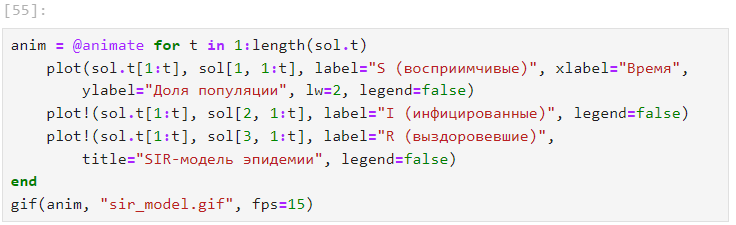 [55]:
anim = @animate for t in 1:length(sol.t)
    plot(sol.t[1:t], sol[1, 1:t], label="S (восприимчивые)", xlabel="Время",
        ylabel="Доля популяции", lw=2, legend=false)
    plot!(sol.t[1:t], sol[2, 1:t], label="I (инфицированные)", legend=false)
    plot!(sol.t[1:t], sol[3, 1:t], label="R (выздоровевшие)",
        title="SIR-модель эпидемии", legend=false)
end
gif(anim, "sir_model.gif", fps=15)